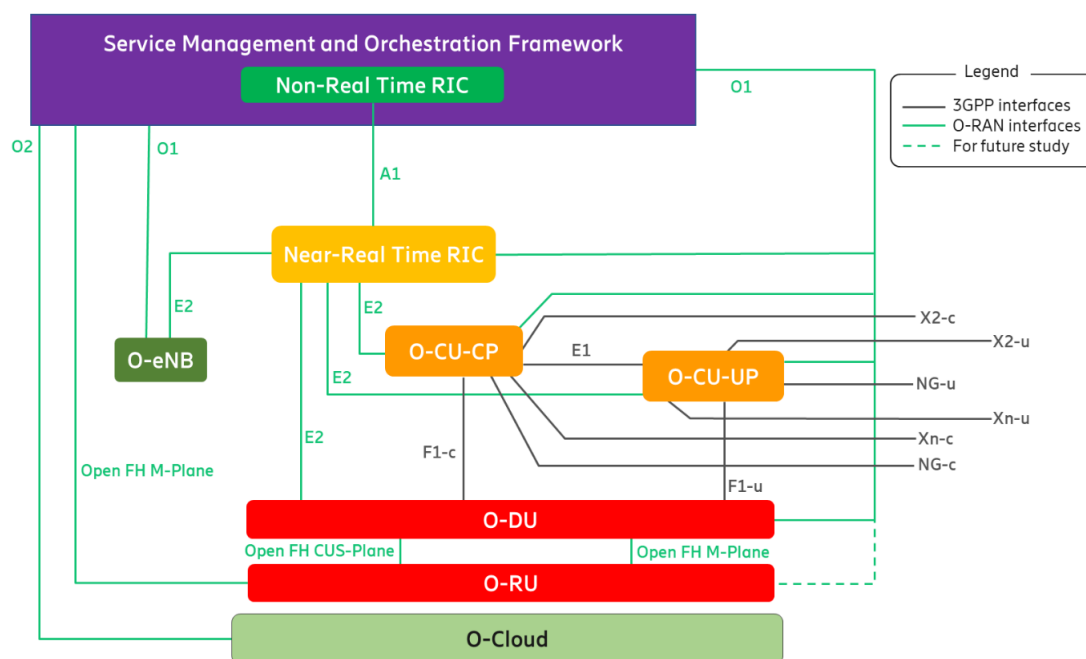 Service Management and Orchestration Framework
Non-Real Time RIC
Legend
3GPP interfaces
O-RAN interfaces
For future study
O1
O2
O1
A1
Near-Real Time RIC
E2
E2
O-eNB
O-CU-CP
E1
O-CU-UP
X2-c
X2-u
E2
NG-u
Xn-u
E2
Xn-c
F1-c
NG-c
Open FH M-Plane
F1-u
O-DU
Open FH CUS-Plane
Open FH M-Plane
O-RU
O-Cloud